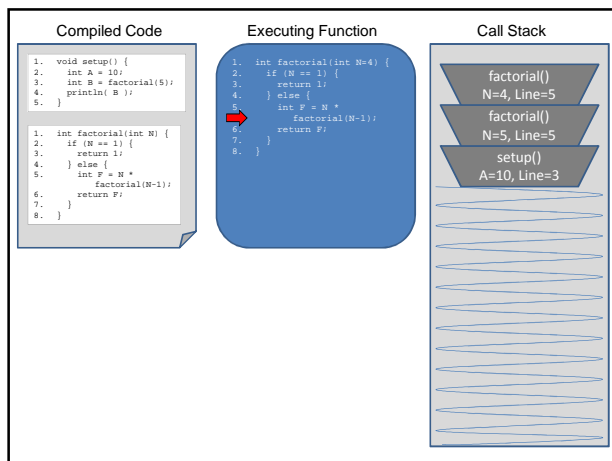 Compiled Code
1. void setup() {
2. int A = 10;
3. int B = factorial(5);
4. println( B );
5. }
1. int factorial(int N) {
2. if (N == 1) {
3. return 1;
4. } else {
5. int F = N *
factorial(N-1);
6. return F;
7. }
8. }
Executing Function
1. int factorial(int N=4) {
2. if (N == 1) {
3. return 1;
4. } else {
5. int F = N *
factorial(N-1);
6. return F;
7. }
8. }
Call Stack
factorial()
N=4, Line=5
factorial()
N=5, Line=5
setup()
A=10, Line=3